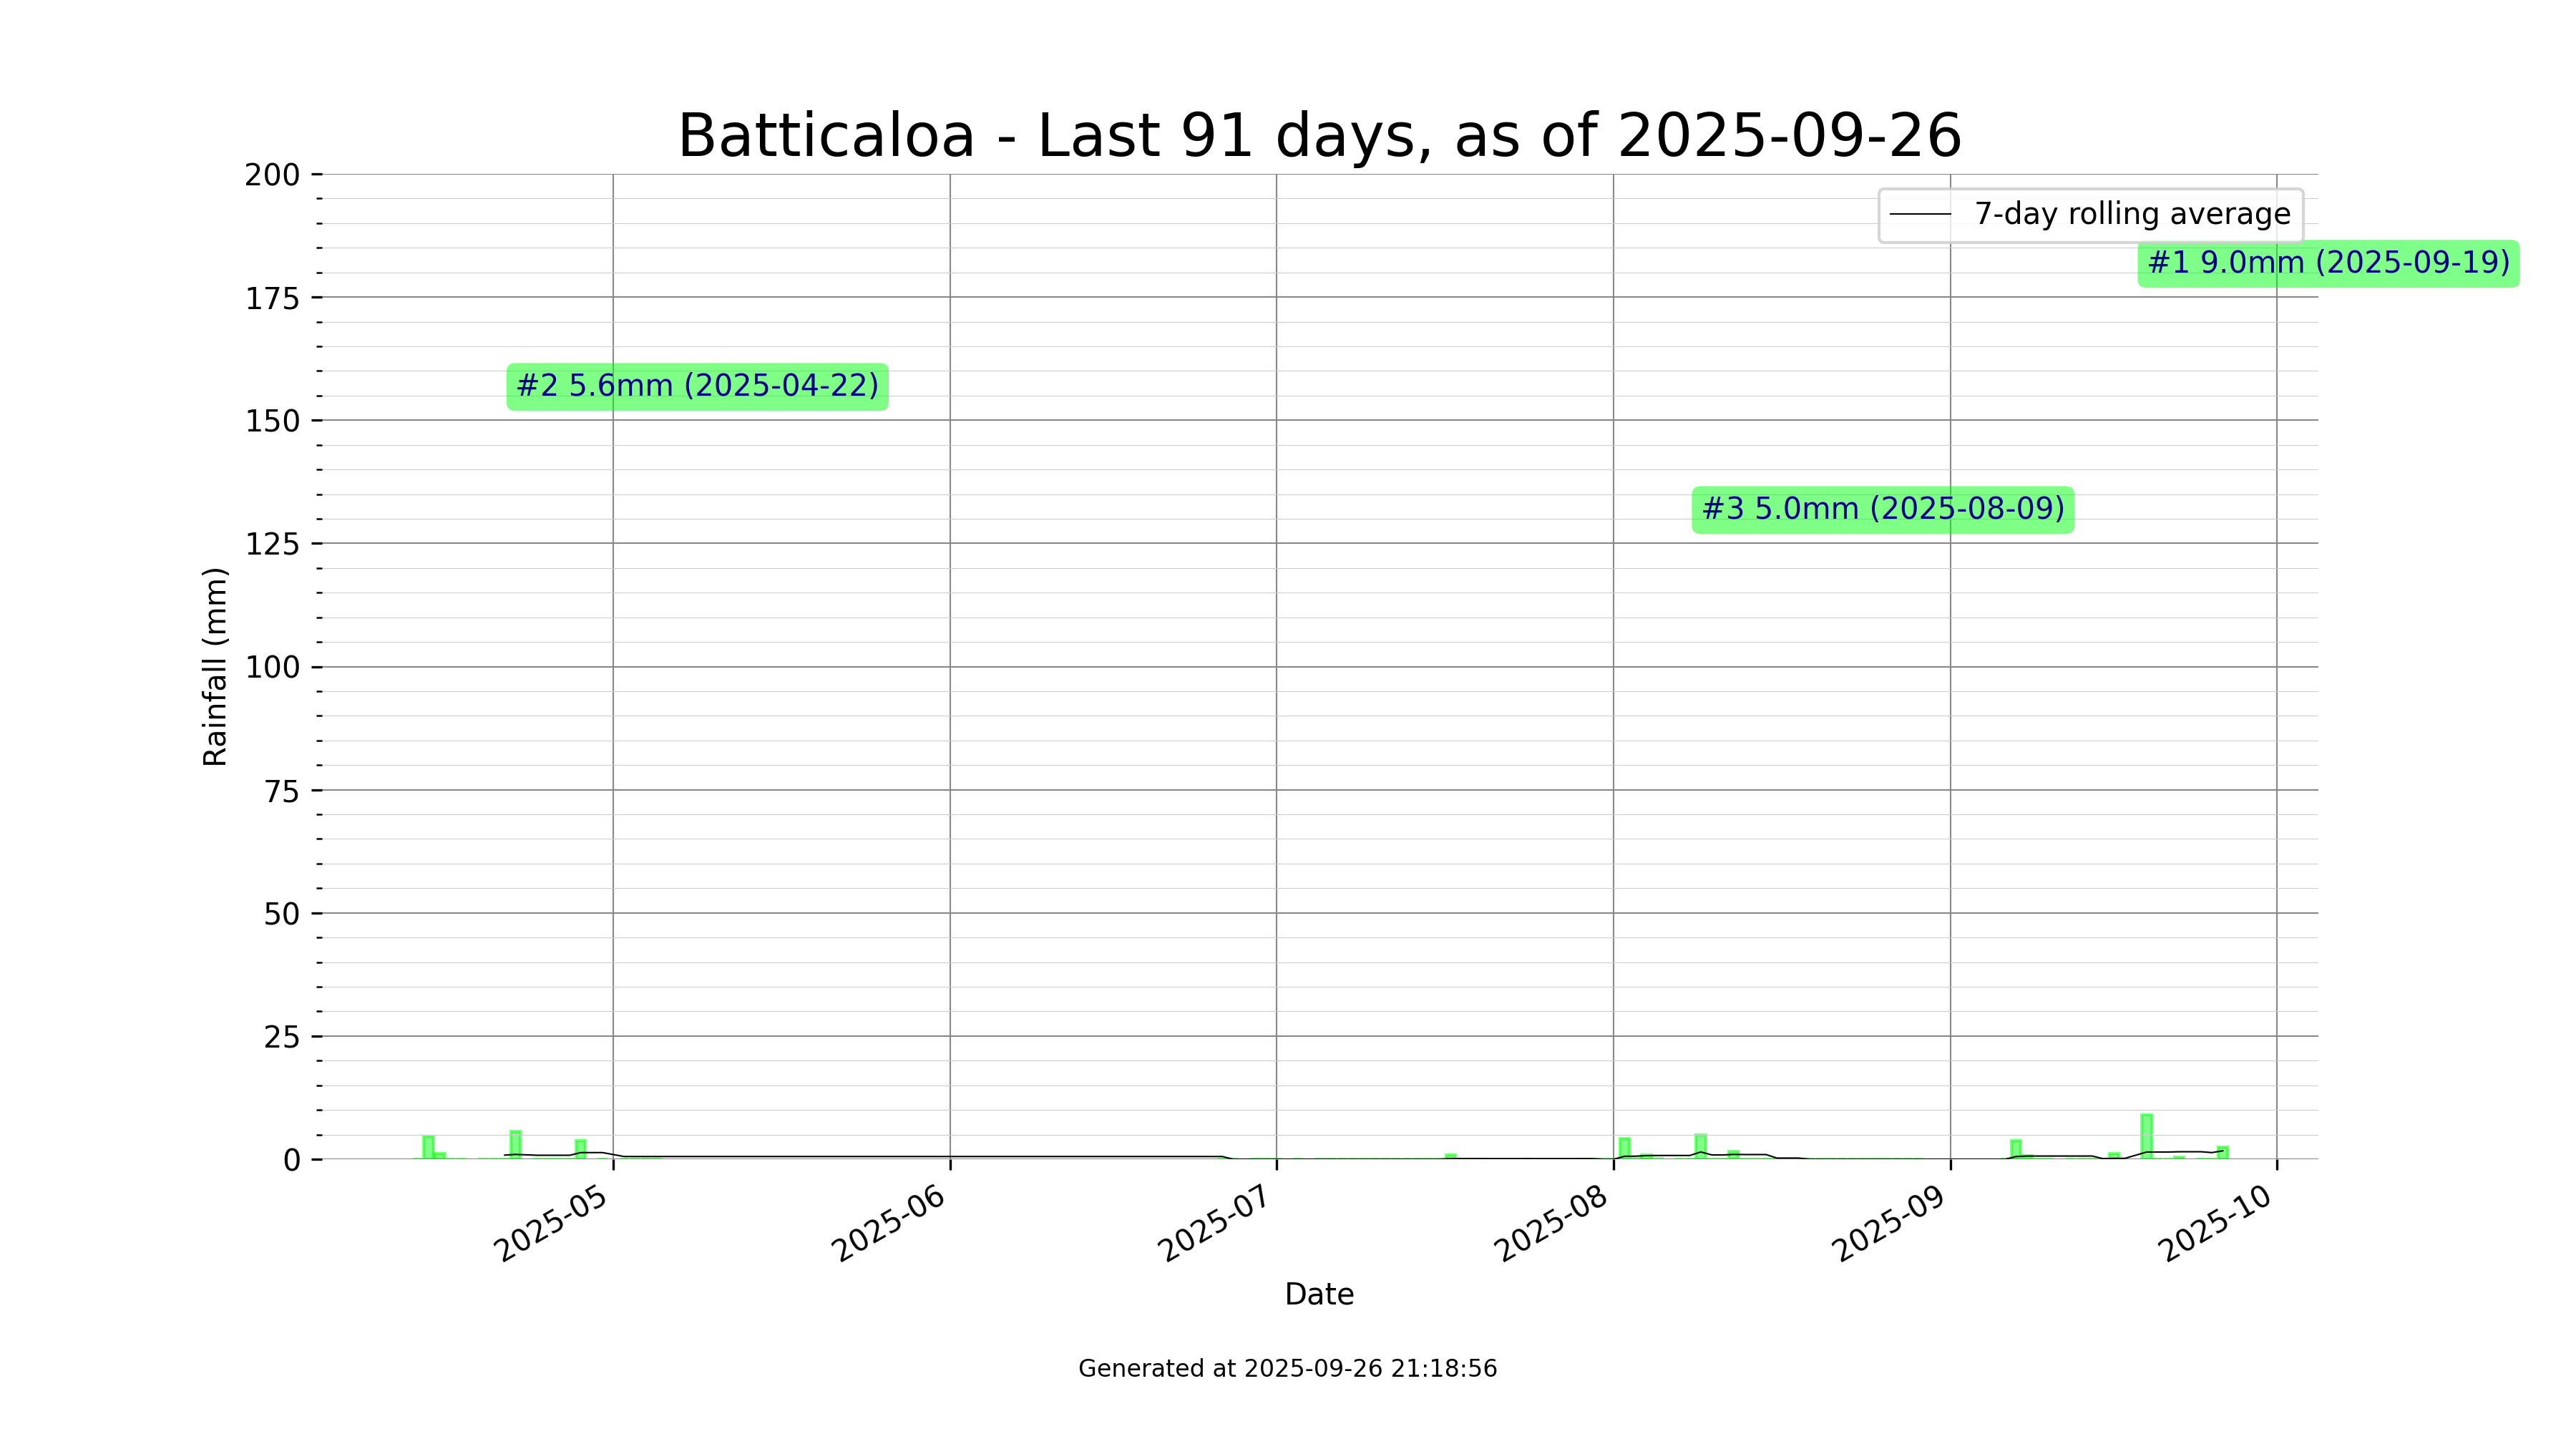 Batticaloa - Last 91 days, as of 2025-09-26
200
175
150
125
100
75
50
25
0
Rainfall (mm)
7-day rolling average
#1 9.0mm (2025-09-19)
#2 5.6mm (2025-04-22)
#3 5.0mm (2025-08-09)
2025-05
2025-06
2025-07
2025-08
2025-09
2025-10
Date
Generated at 2025-09-26 21:18:56